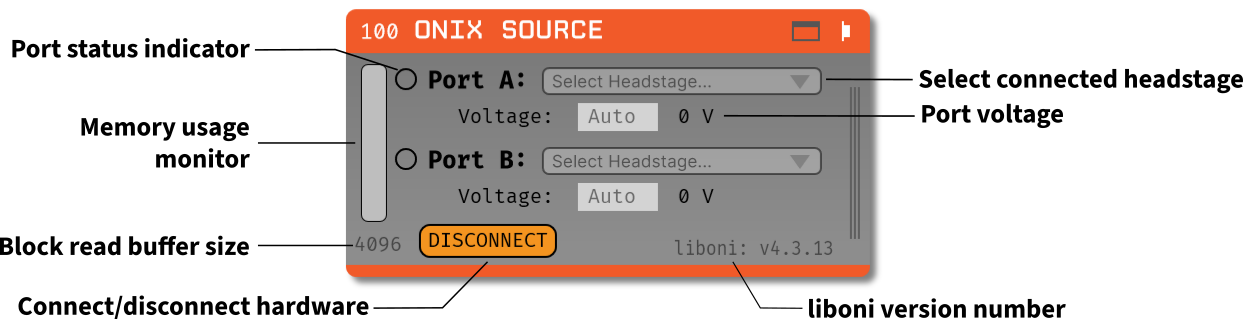 100 ONIX SOURCE
Port status indicator
Port A: Select Headstage...
Select connected headstage
Voltage: Auto 0 V
Port voltage
Memory usage
monitor
Port B: Select Headstage...
Voltage: Auto 0 V
Block read buffer size
4096
DISCONNECT
liboni: v4.3.13
Connect/disconnect hardware
liboni version number